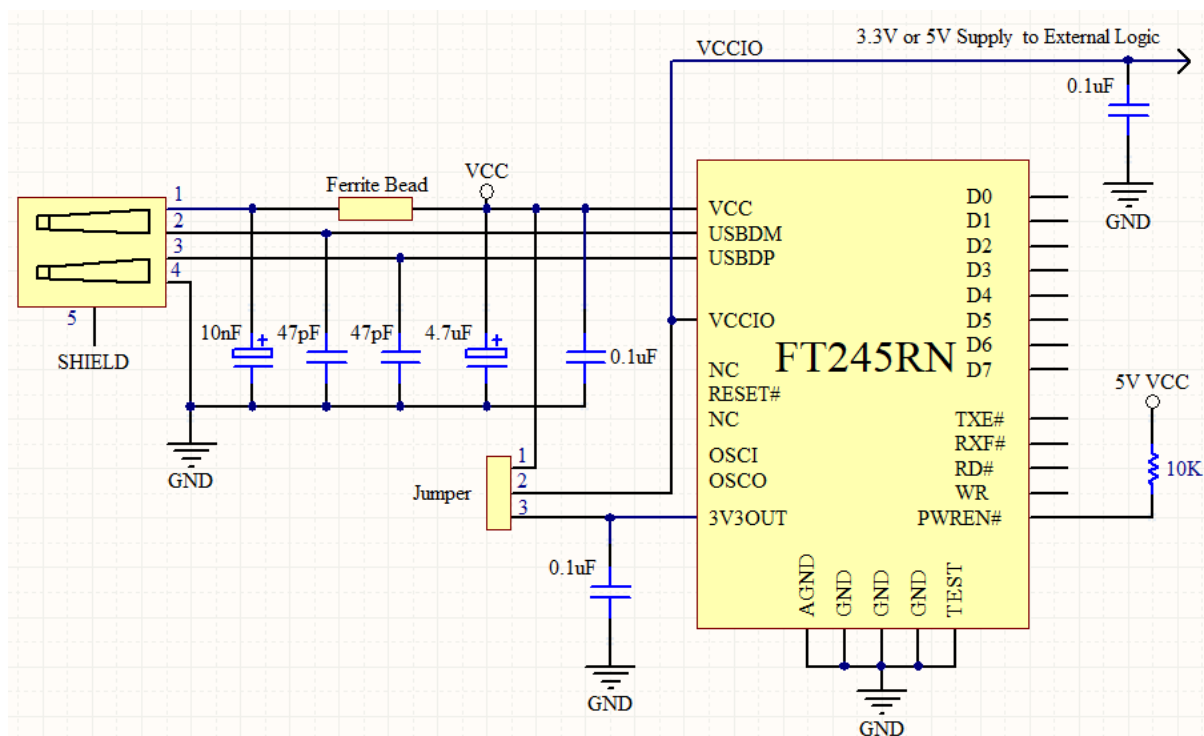 VCCIO
3.3V or 5V Supply to External Logic
0.1uF
GND
1
2
3
4
5
SHIELD
Ferrite Bead
VCC
10nF
+
47pF
47pF
4.7uF
+
0.1uF
GND
Jumper
1
2
3
0.1uF
GND
VCC
USBDM
USBDP
VCCIO
NC
RESET#
NC
OSCI
OSCO
3V3OUT
FT245RN
D0
D1
D2
D3
D4
D5
D6
D7
TXE#
RXF#
RD#
WR
PWREN#
AGND
GND
GND
GND
TEST
GND
5V VCC
10K